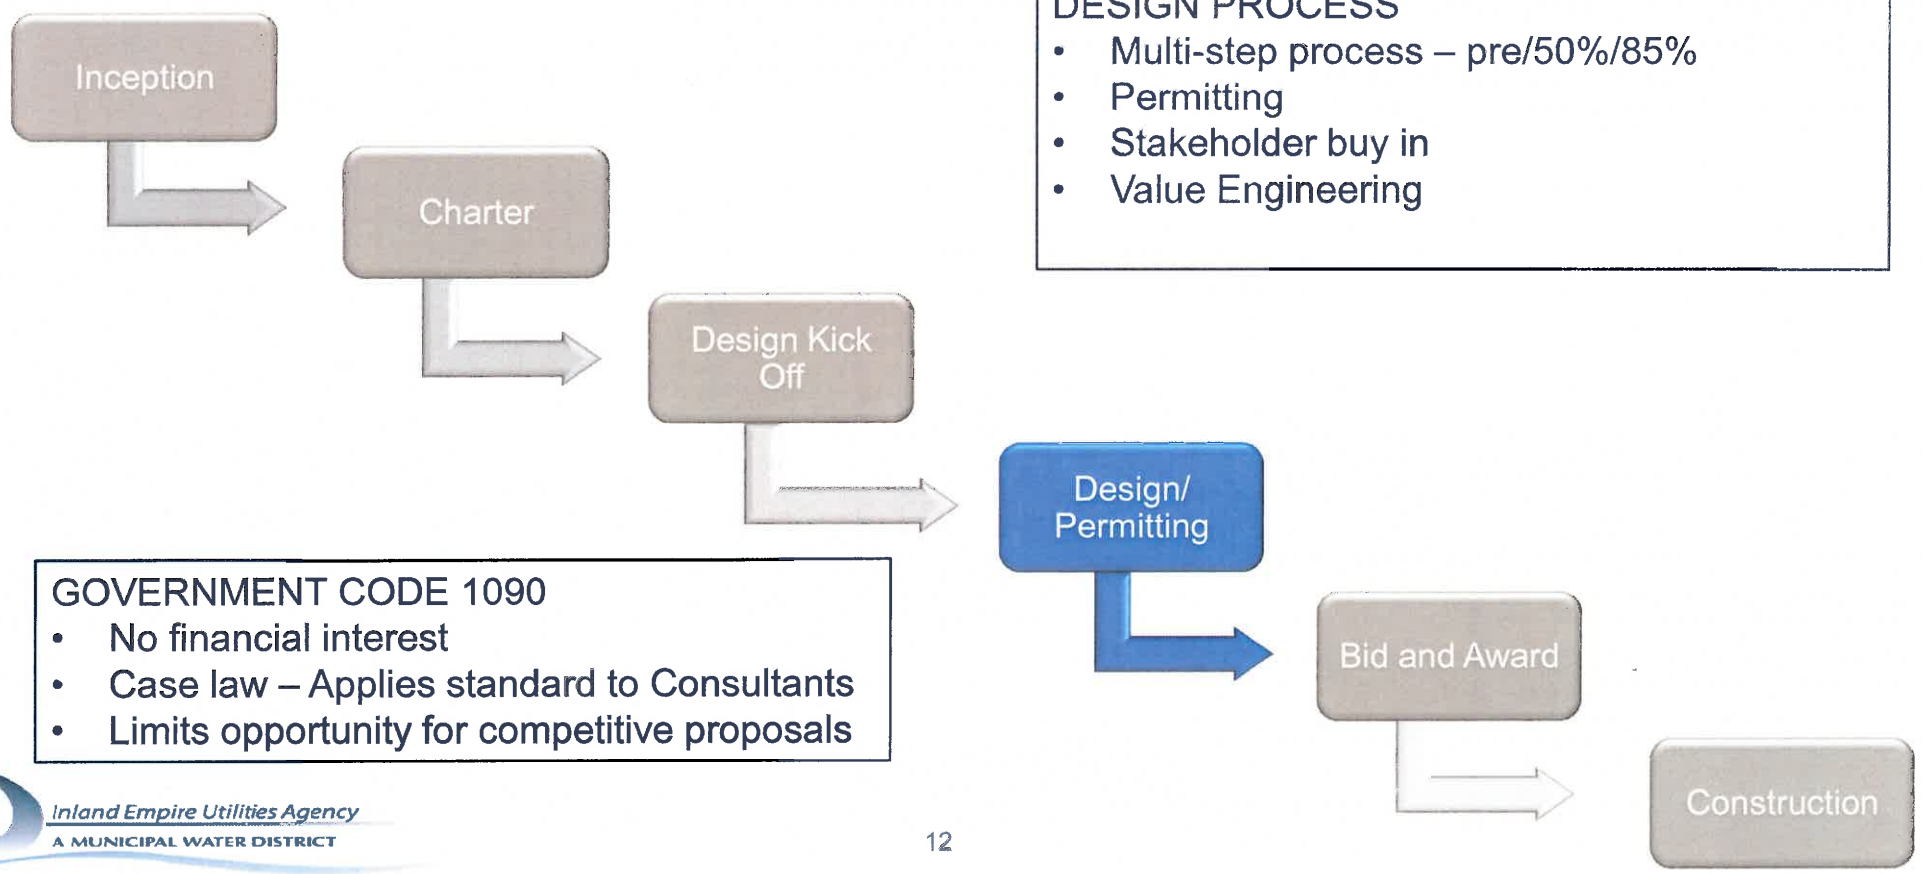 DESIGN PROCESS
• Multi-step process – pre/50%/85%
• Permitting
• Stakeholder buy in
• Value Engineering
Inception
Charter
Design Kick
Off
Design/
Permitting
Bid and Award
Construction
GOVERNMENT CODE 1090
• No financial interest
• Case law – Applies standard to Consultants
• Limits opportunity for competitive proposals
Inland Empire Utilities Agency
A MUNICIPAL WATER DISTRICT
12